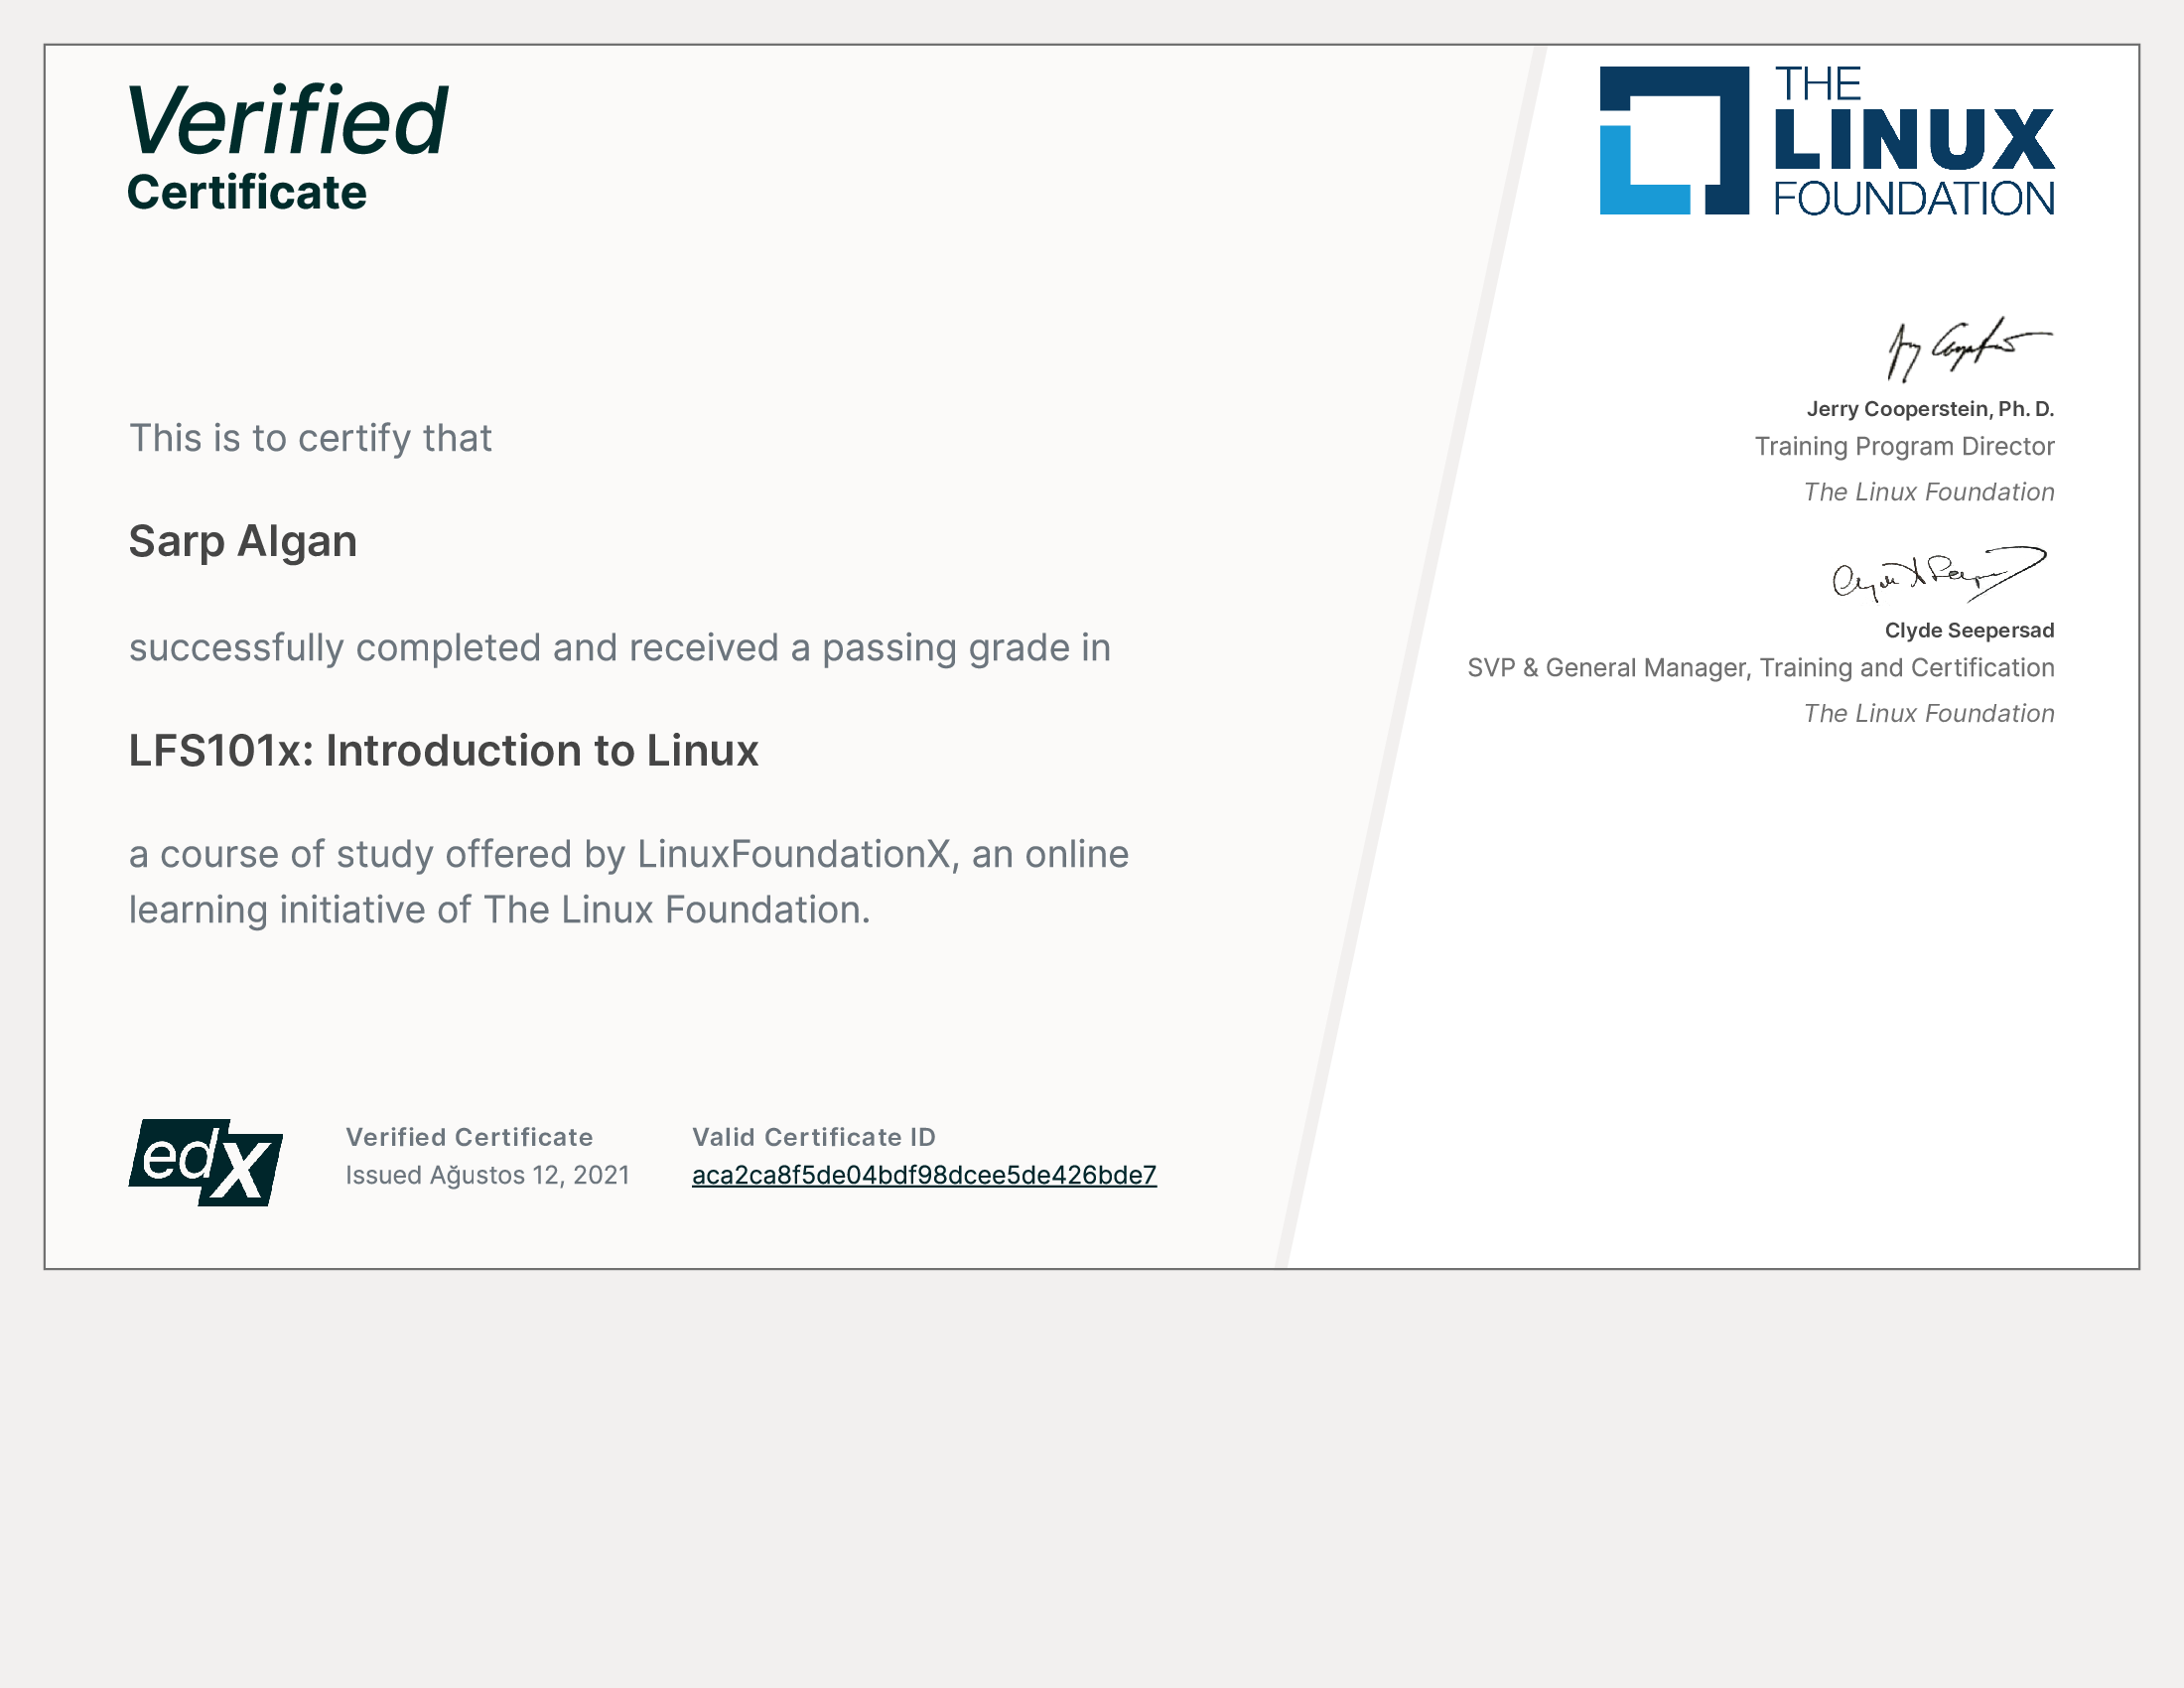 Verified
Certificate
This is to certify that
Sarp Algan
successfully completed and received a passing grade in
LFS101x: Introduction to Linux
a course of study offered by LinuxFoundationX, an online
learning initiative of The Linux Foundation.
edX
Verified Certificate
Issued Ağustos 12, 2021
Valid Certificate ID
aca2ca8f5de04bdf98dcee5de426bde7
THE
LINUX
FOUNDATION
Jerry Cooperstein, Ph. D.
Training Program Director
The Linux Foundation
Clyde Seepersad
SVP & General Manager, Training and Certification
The Linux Foundation